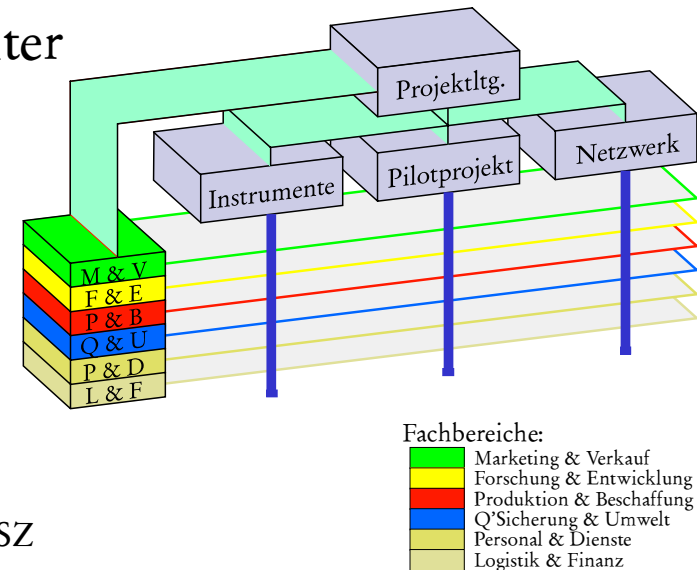 ter
Projektltg.
Instrumente
Pilotprojekt
Netzwerk
M & V
F & E
P & B
Q & U
P & D
L & F
Fachbereiche:
Marketing & Verkauf
Forschung & Entwicklung
Produktion & Beschaffung
Q'Sicherung & Umwelt
Personal & Dienste
Logistik & Finanz
sz